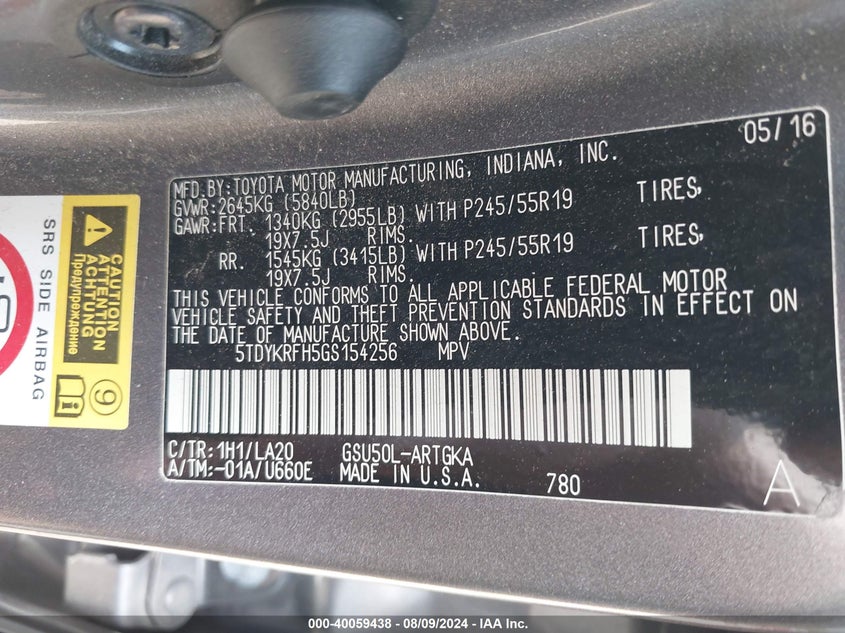 05/16
MFD.BY:TOYOTA MOTOR MANUFACTURING, INDIANA, INC.
GVWR:2645KG (5840LB)
GAWR:FRT. 1340KG (2955LB) WITH P245/55R19 TIRES,
19X7.5J RIMS.
RR. 1545KG (3415LB) WITH P245/55R19 TIRES,
19X7.5J RIMS.
THIS VEHICLE CONFORMS TO ALL APPLICABLE FEDERAL MOTOR
VEHICLE SAFETY AND THEFT PREVENTION STANDARDS IN EFFECT ON
THE DATE OF MANUFACTURE SHOWN ABOVE.
5TDYKRFH5GS154256 MPV
C/TR:1H1/LA20 GSU50L-ARTGKA
A/TM:-01A/U660E MADE IN U.S.A. 780 A
SRS SIDE AIRBAG
CAUTION
ATTENTION
ACHTUNG
Предупреждение
9
000-40059438 - 08/09/2024 - IAA Inc.